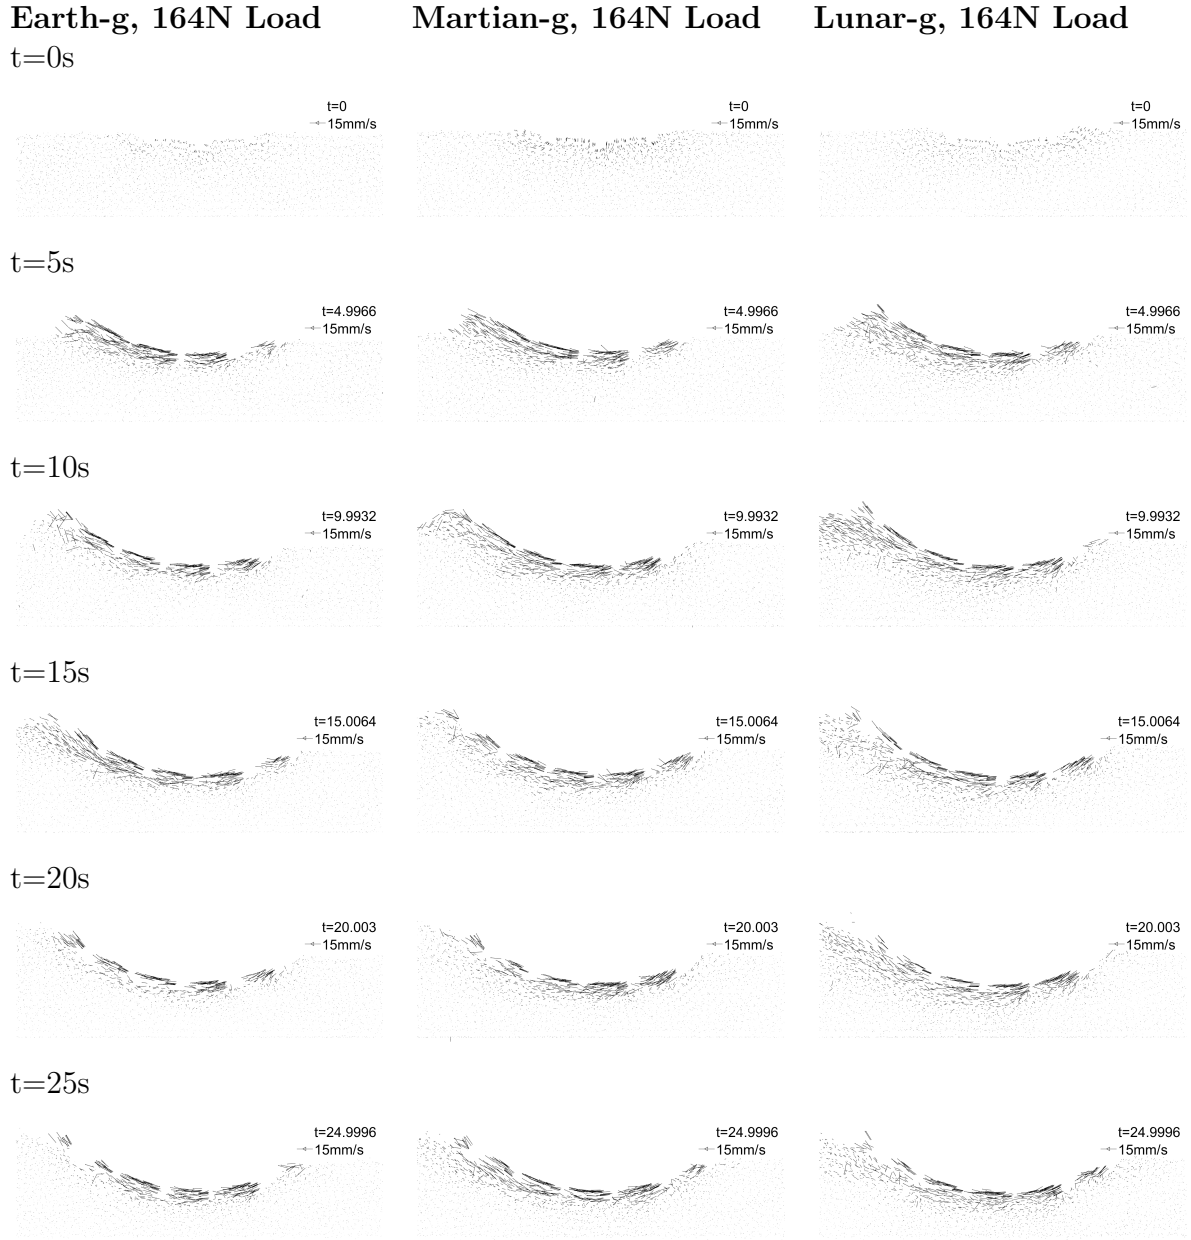 Earth-g, 164N Load Martian-g, 164N Load Lunar-g, 164N Load
t=0s
t=0 t=0 t=0
15mm/s 15mm/s 15mm/s
t=5s
t=4.9966 t=4.9966 t=4.9966
15mm/s 15mm/s 15mm/s
t=10s
t=9.9932 t=9.9932 t=9.9932
15mm/s 15mm/s 15mm/s
t=15s
t=15.0064 t=15.0064 t=15.0064
15mm/s 15mm/s 15mm/s
t=20s
t=20.003 t=20.003 t=20.003
15mm/s 15mm/s 15mm/s
t=25s
t=24.9996 t=24.9996 t=24.9996
15mm/s 15mm/s 15mm/s